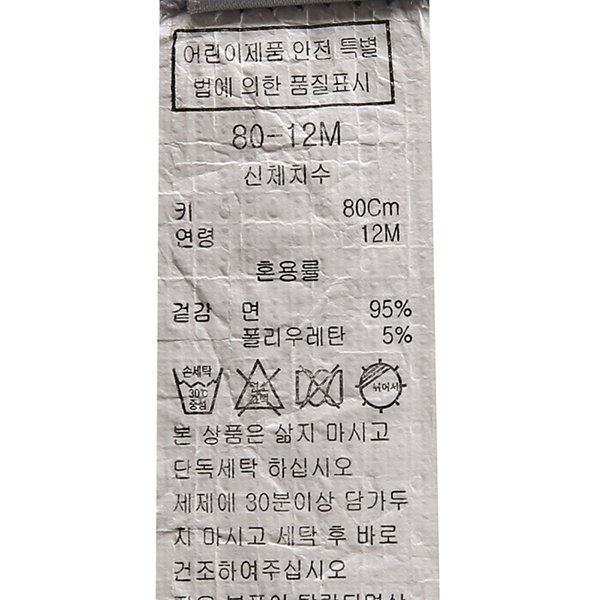 어린이제품 안전 특별
법에 의한 품질표시
80-12M
신체치수
키 80Cm
연령 12M
혼용률
겉감 면 95%
폴리우레탄 5%
손세탁
30℃
중성
뉘어서
본 상품은 삶지 마시고
단독세탁 하십시오
세제에 30분이상 담가두
지 마시고 세탁 후 바로
건조하여주십시오